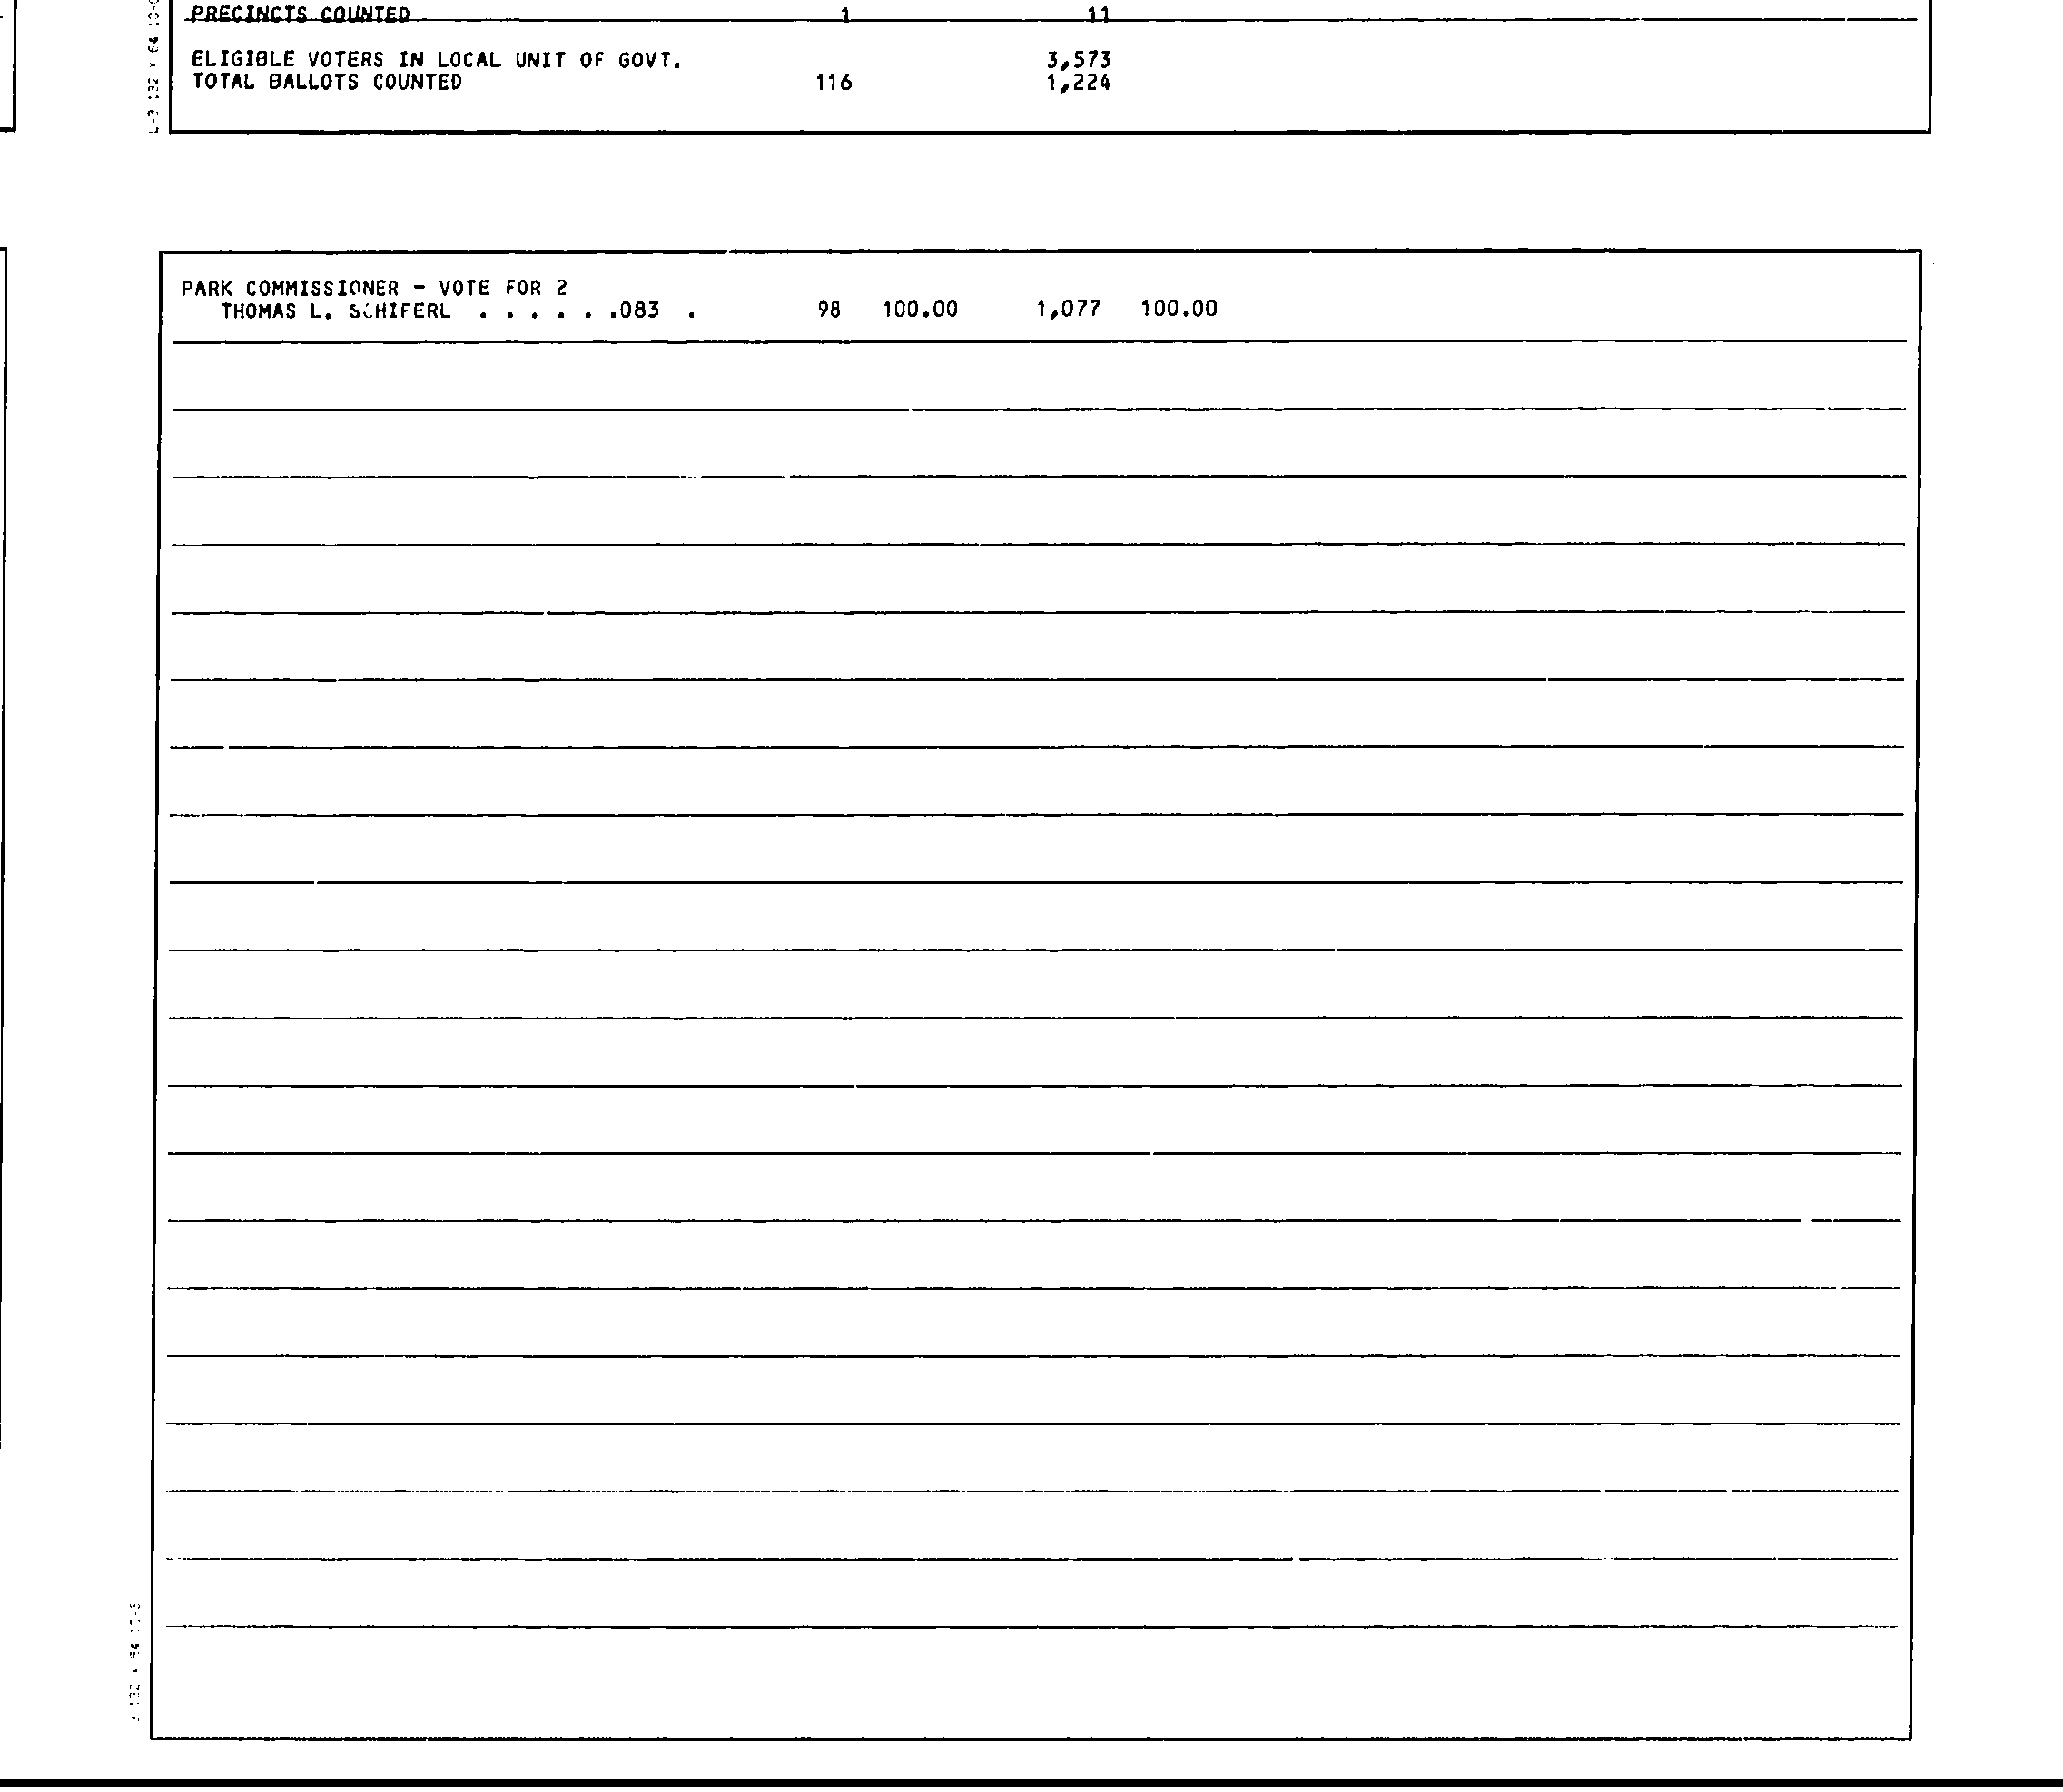 PRECINCTS COUNTED 1 11
ELIGIBLE VOTERS IN LOCAL UNIT OF GOVT. 3,573
TOTAL BALLOTS COUNTED 116 1,224
PARK COMMISSIONER - VOTE FOR 2
THOMAS L. SCHIFERL . . . . . .083 . 98 100.00 1,077 100.00